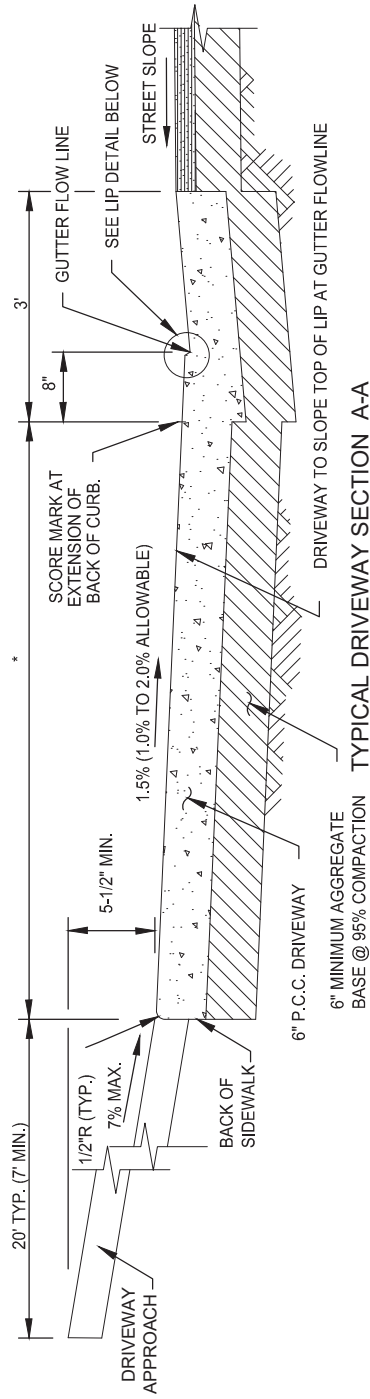 20' TYP. (7' MIN.)
*
3'
8"
5-1/2" MIN.
SCORE MARK AT
EXTENSION OF
BACK OF CURB.
GUTTER FLOW LINE
SEE LIP DETAIL BELOW
STREET SLOPE
1/2"R (TYP.)
7% MAX.
1.5% (1.0% TO 2.0% ALLOWABLE)
DRIVEWAY
APPROACH
BACK OF
SIDEWALK
6" P.C.C. DRIVEWAY
6" MINIMUM AGGREGATE
BASE @ 95% COMPACTION
DRIVEWAY TO SLOPE TOP OF LIP AT GUTTER FLOWLINE
TYPICAL DRIVEWAY SECTION A-A